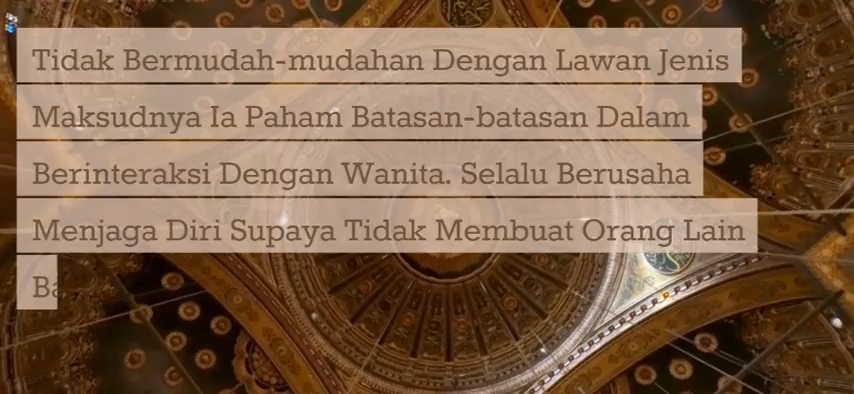 Tidak Bermudah-mudahan Dengan Lawan Jenis
Maksudnya Ia Paham Batasan-batasan Dalam
Berinteraksi Dengan Wanita. Selalu Berusaha
Menjaga Diri Supaya Tidak Membuat Orang Lain